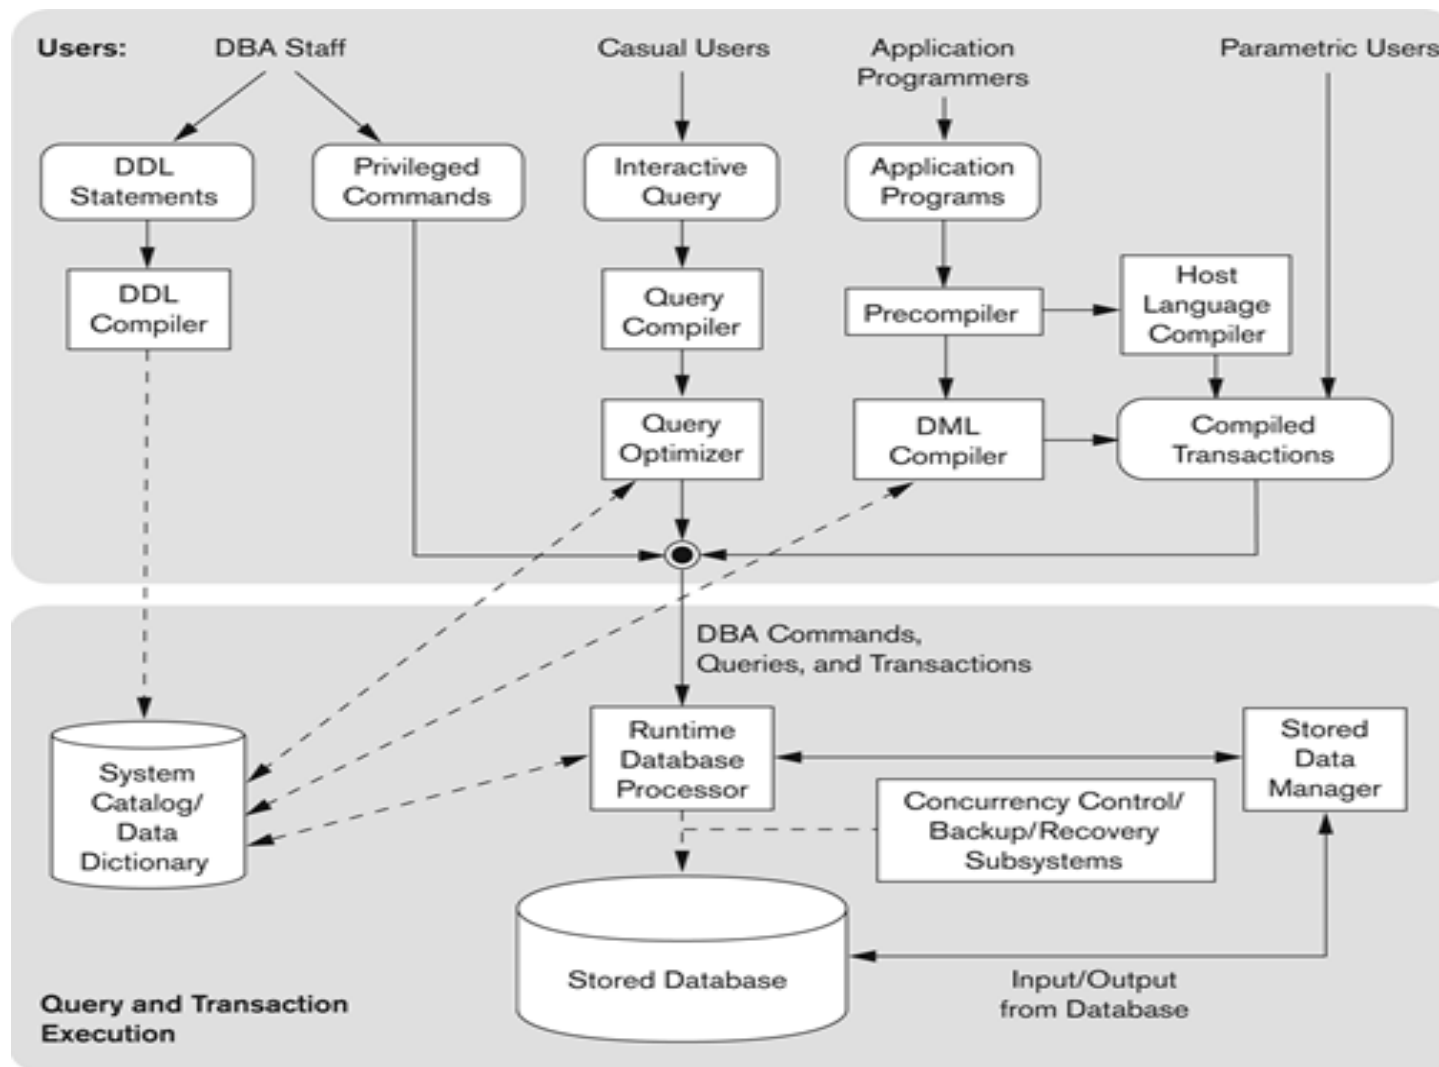 Users:
DBA Staff
Casual Users
Application
Programmers
Parametric Users
DDL
Statements
Privileged
Commands
Interactive
Query
Application
Programs
DDL
Compiler
Query
Compiler
Precompiler
Host
Language
Compiler
Query
Optimizer
DML
Compiler
Compiled
Transactions
DBA Commands,
Queries, and Transactions
System
Catalog/
Data
Dictionary
Runtime
Database
Processor
Stored
Data
Manager
Concurrency Control/
Backup/Recovery
Subsystems
Stored Database
Input/Output
from Database
Query and Transaction
Execution